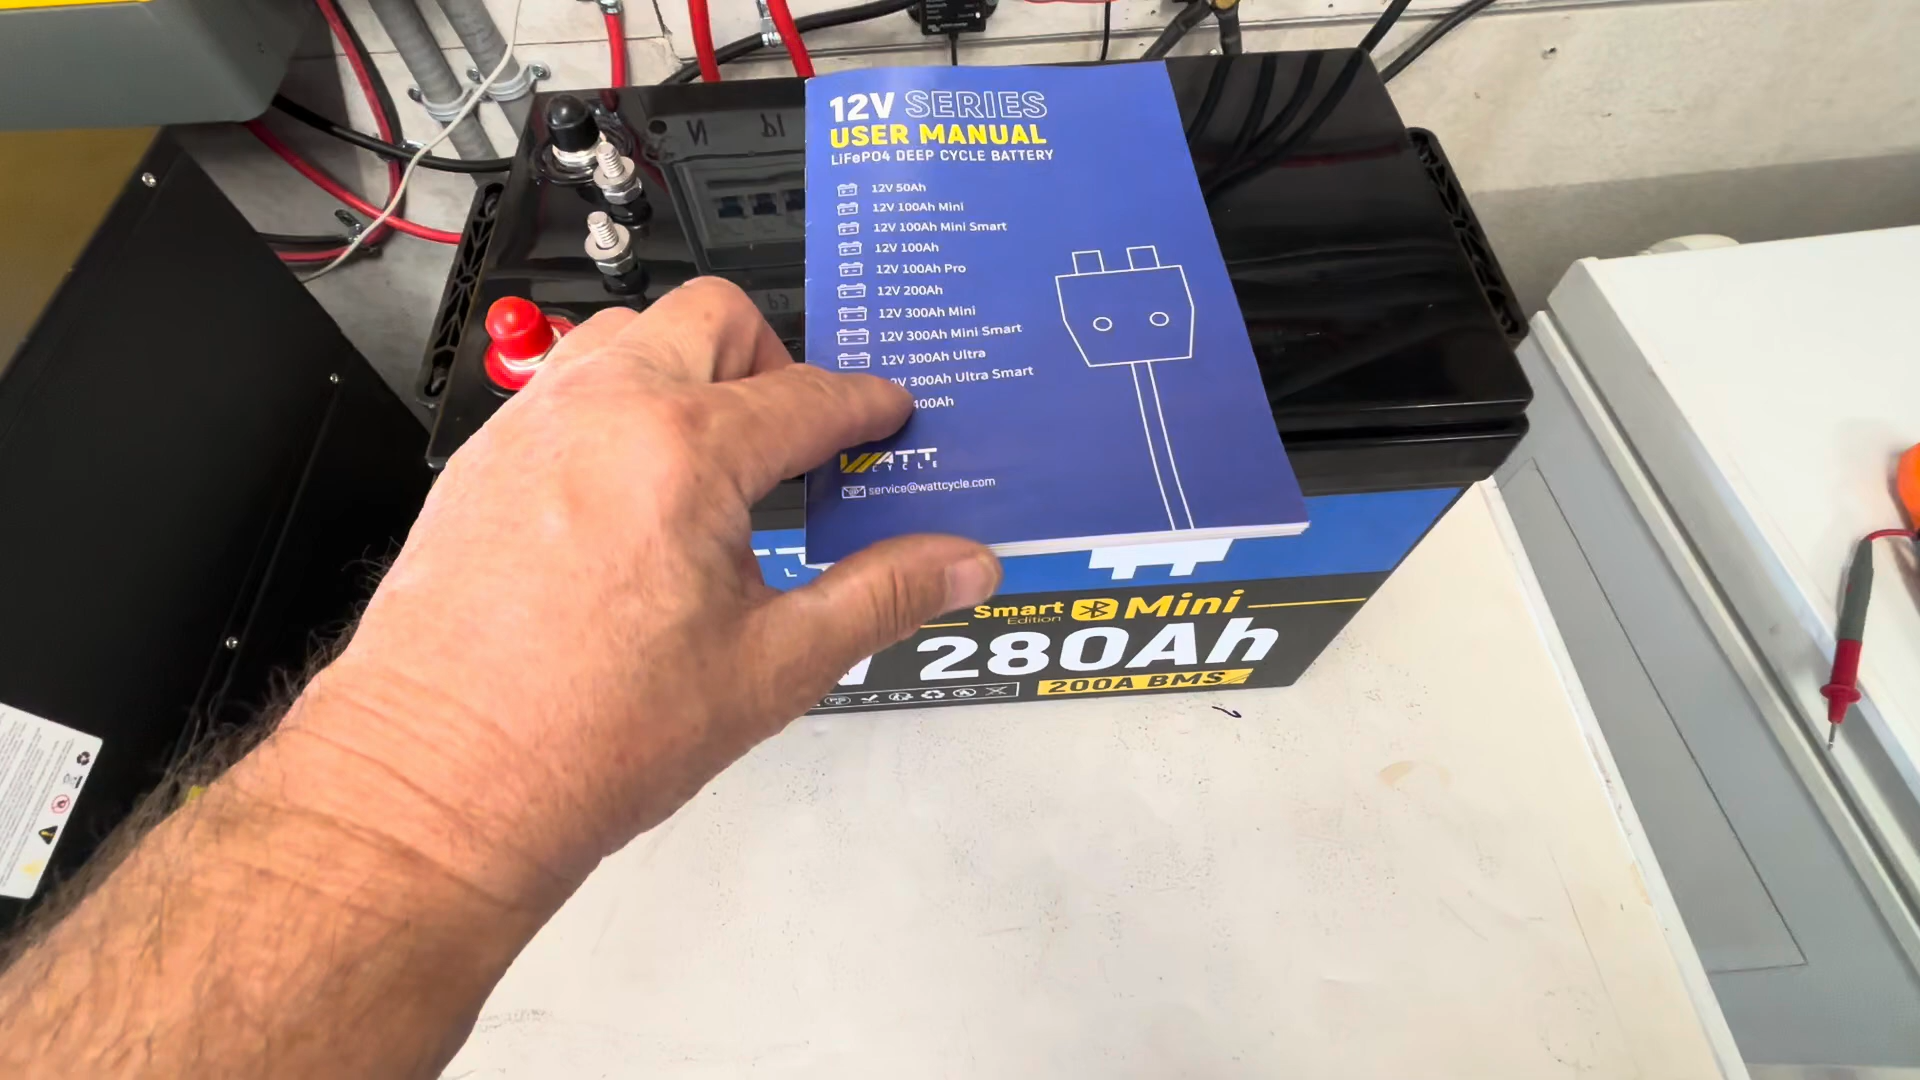 12V SERIES
USER MANUAL
LiFePO4 DEEP CYCLE BATTERY
12V 50Ah
12V 100Ah Mini
12V 100Ah Mini Smart
12V 100Ah
12V 100Ah Pro
12V 200Ah
12V 300Ah Mini
12V 300Ah Mini Smart
12V 300Ah Ultra
2V 300Ah Ultra Smart
400Ah
WATT
CYCLE
service@wattcycle.com
Smart Mini
Edition
280Ah
200A BMS